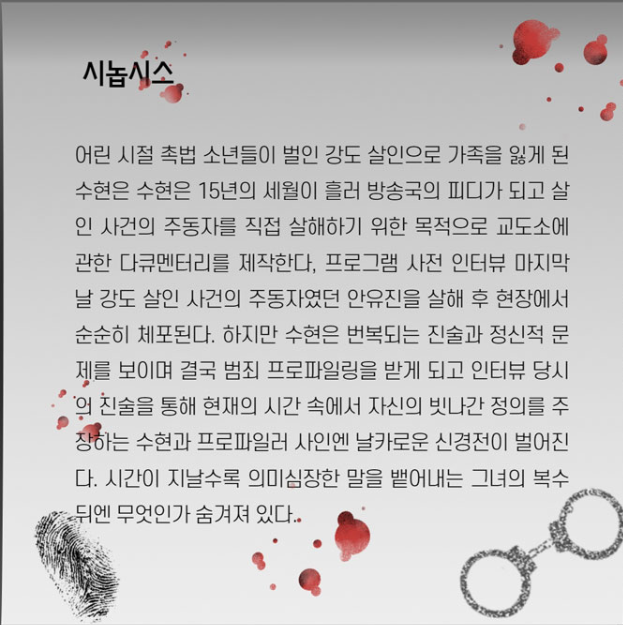 시놉시스
어린 시절 촉법 소년들이 벌인 강도 살인으로 가족을 잃게 된
수현은 수현은 15년의 세월이 흘러 방송국의 피디가 되고 살
인 사건의 주동자를 직접 살해하기 위한 목적으로 교도소에
관한 다큐멘터리를 제작한다, 프로그램 사전 인터뷰 마지막
날 강도 살인 사건의 주동자였던 안유진을 살해 후 현장에서
순순히 체포된다. 하지만 수현은 번복되는 진술과 정신적 문
제를 보이며 결국 범죄 프로파일링을 받게 되고 인터뷰 당시
의 진술을 통해 현재의 시간 속에서 자신의 빗나간 정의를 주
장하는 수현과 프로파일러 사인엔 날카로운 신경전이 벌어진
다. 시간이 지날수록 의미심장한 말을 뱉어내는 그녀의 복수
뒤엔 무엇인가 숨겨져 있다.